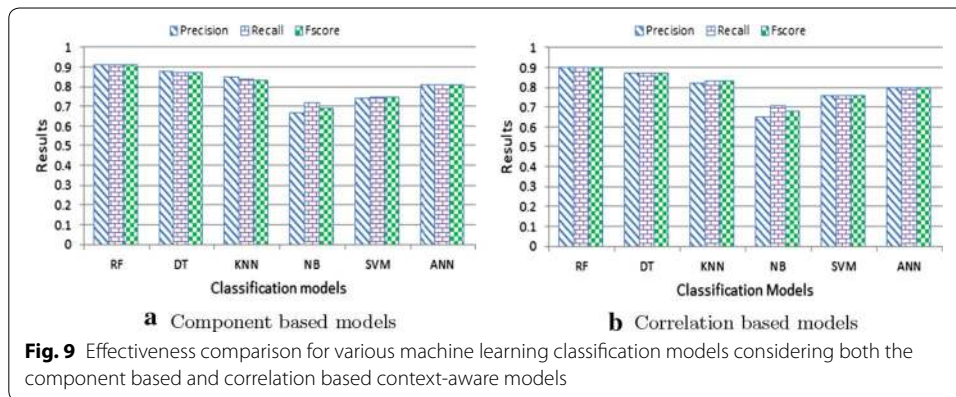 Precision Recall Fscore
1
0.9
0.8
0.7
0.6
0.5
0.4
0.3
0.2
0.1
0
Results
RF DT KNN NB SVM ANN
Classification models
a Component based models
Precision Recall Fscore
1
0.9
0.8
0.7
0.6
0.5
0.4
0.3
0.2
0.1
0
Results
RF DT KNN NB SVM ANN
Classification Models
b Correlation based models
Fig. 9 Effectiveness comparison for various machine learning classification models considering both the
component based and correlation based context-aware models